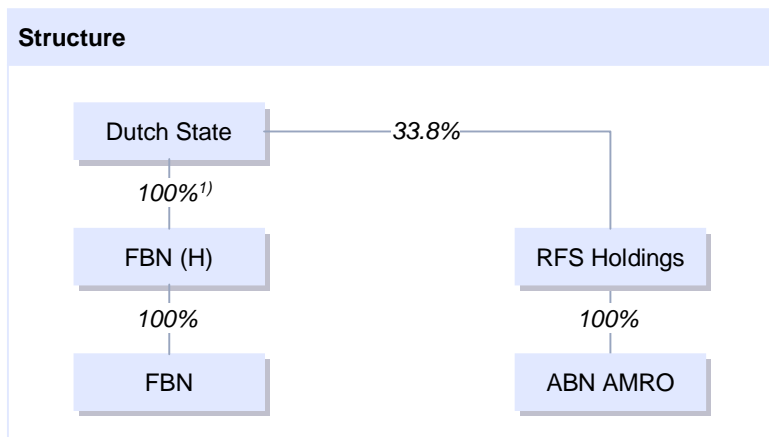 Structure
Dutch State
33.8%
100%1)
FBN (H)
RFS Holdings
100%
100%
FBN
ABN AMRO